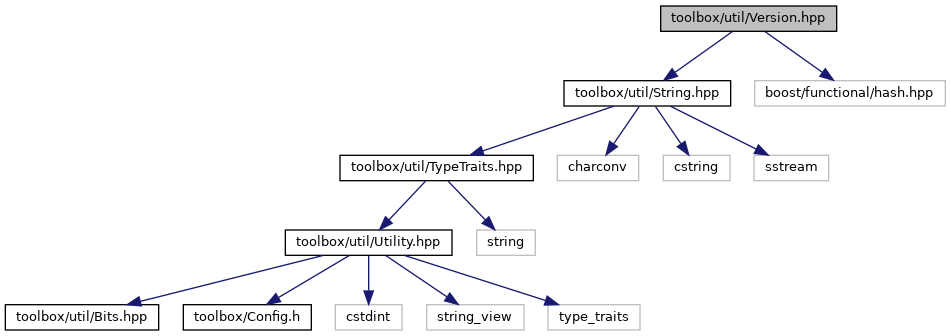 toolbox/util/Version.hpp
toolbox/util/String.hpp
boost/functional/hash.hpp
toolbox/util/TypeTraits.hpp
charconv
cstring
sstream
toolbox/util/Utility.hpp
string
toolbox/util/Bits.hpp
toolbox/Config.h
cstdint
string_view
type_traits